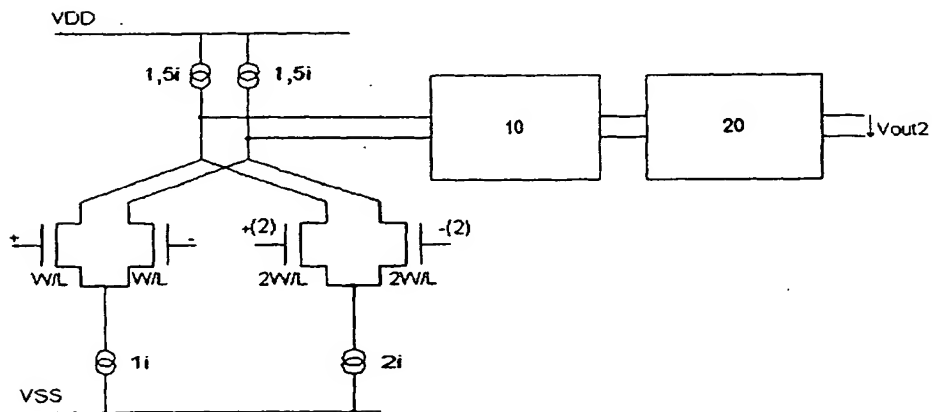 VDD
1,5i 1,5i
10
20
Vout2
+
-
+(2)
-(2)
W/L W/L
2W/L 2W/L
1i
2i
VSS